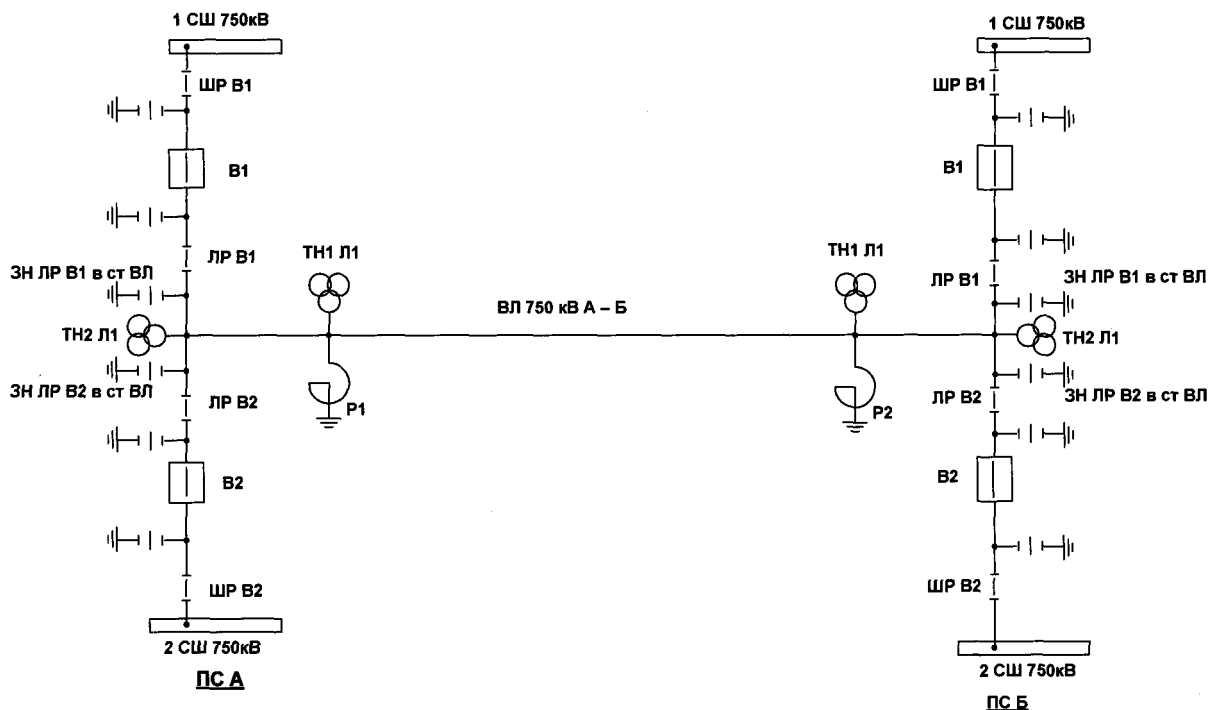 1 СШ 750кВ
ШР В1
В1
ЛР В1
ЗН ЛР В1 в ст ВЛ
ТН2 Л1
ЗН ЛР В2 в ст ВЛ
ЛР В2
В2
ШР В2
2 СШ 750кВ
ПС А
ТН1 Л1
Р1
ВЛ 750 кВ А – Б
ТН1 Л1
Р2
1 СШ 750кВ
ШР В1
В1
ЛР В1
ЗН ЛР В1 в ст ВЛ
ТН2 Л1
ЗН ЛР В2 в ст ВЛ
ЛР В2
В2
ШР В2
2 СШ 750кВ
ПС Б